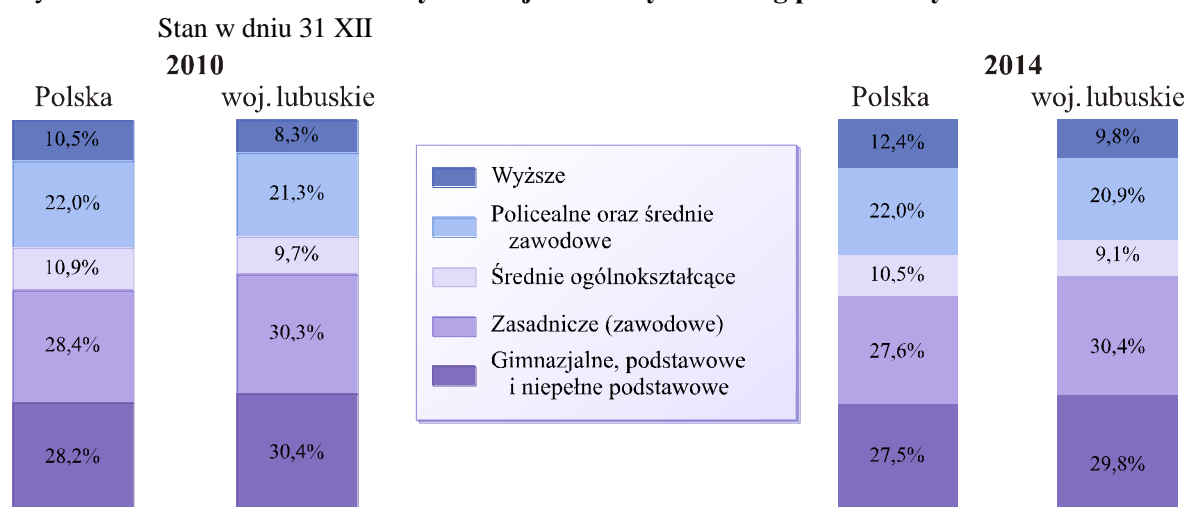 Stan w dniu 31 XII
2010
Polska
woj. lubuskie
10,5%
22,0%
10,9%
28,4%
28,2%
8,3%
21,3%
9,7%
30,3%
30,4%
Wyższe
Policealne oraz średnie
zawodowe
Średnie ogólnokształcące
Zasadnicze (zawodowe)
Gimnazjalne, podstawowe
i niepełne podstawowe
2014
Polska
woj. lubuskie
12,4%
22,0%
10,5%
27,6%
27,5%
9,8%
20,9%
9,1%
30,4%
29,8%